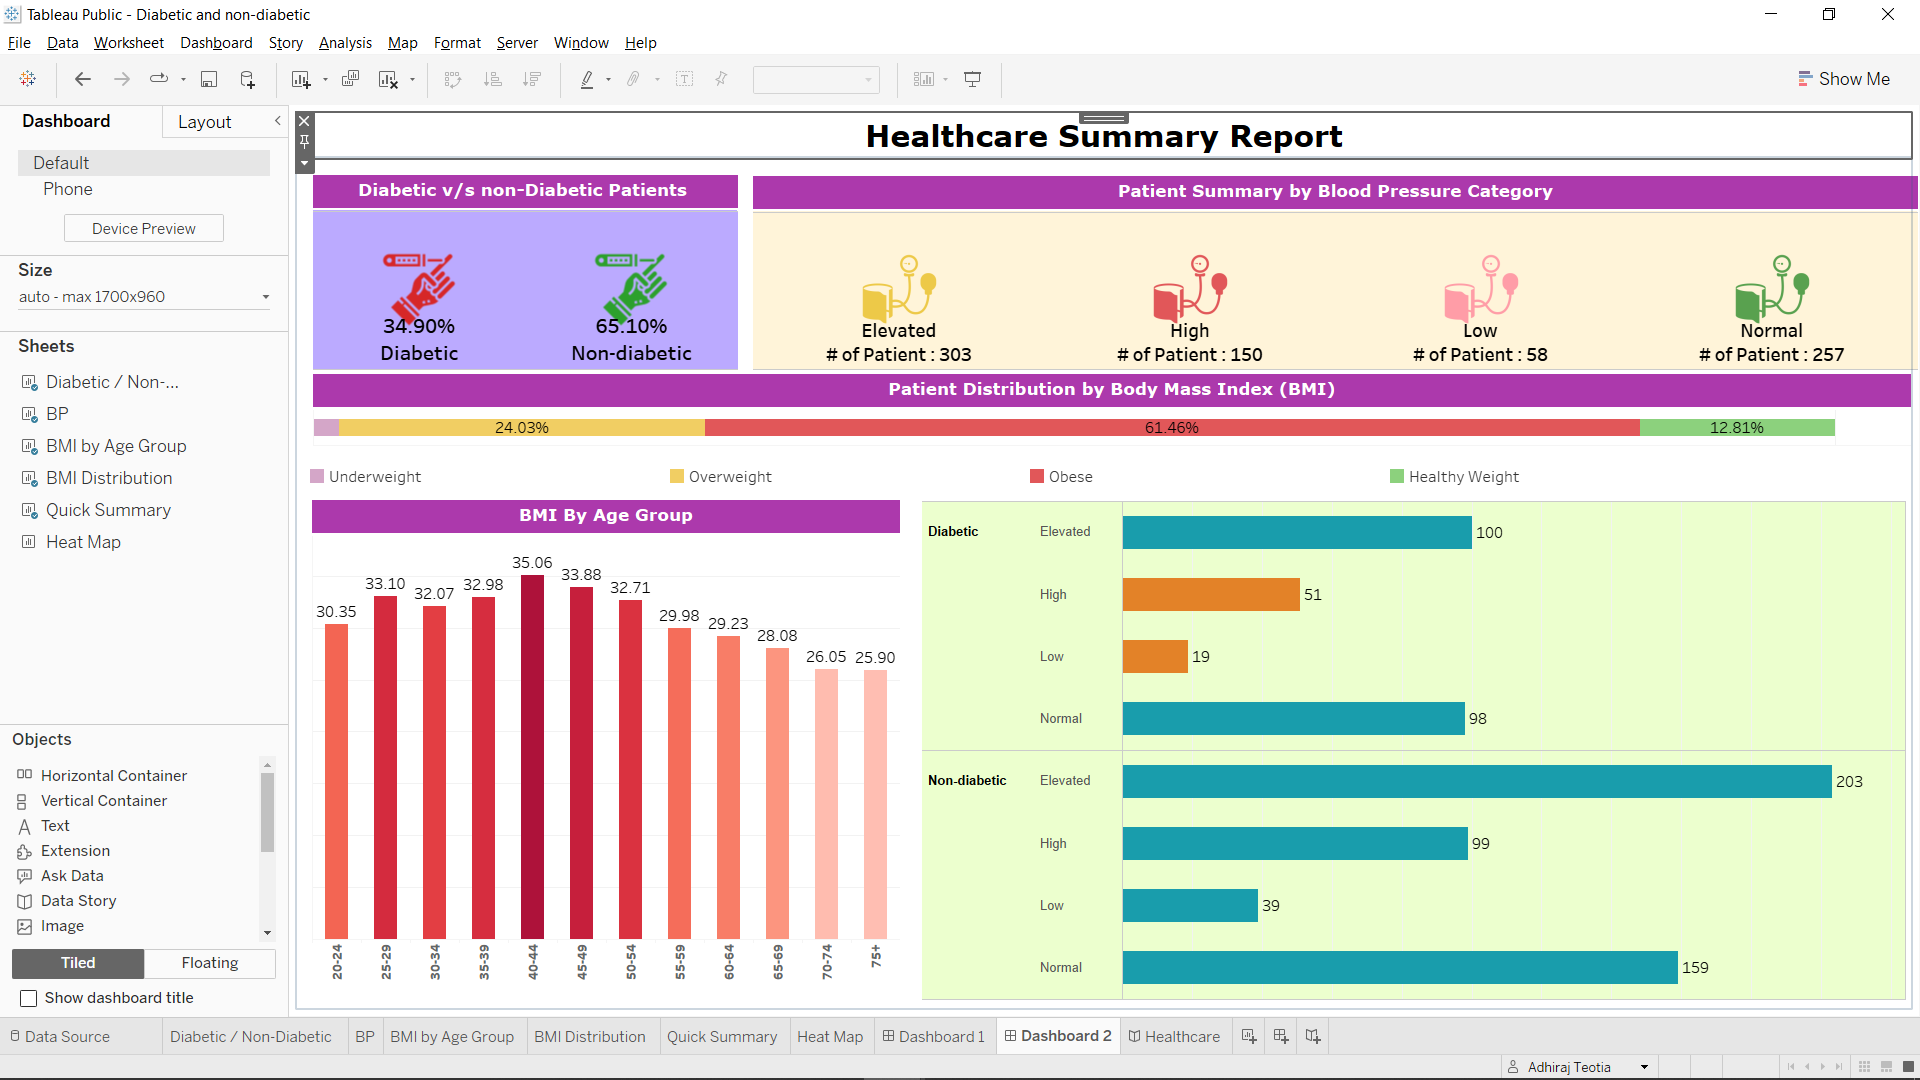 Tableau Public - Diabetic and non-diabetic
File Data Worksheet Dashboard Story Analysis Map Format Server Window Help
Show Me
Dashboard Layout
Default
Phone
Device Preview
Size
auto - max 1700x960
Sheets
Diabetic / Non-...
BP
BMI by Age Group
BMI Distribution
Quick Summary
Heat Map
Objects
Horizontal Container
Vertical Container
Text
Extension
Ask Data
Data Story
Image
Tiled Floating
Show dashboard title
Healthcare Summary Report
Diabetic v/s non-Diabetic Patients
34.90% 65.10%
Diabetic Non-diabetic
Patient Summary by Blood Pressure Category
Elevated High Low Normal
# of Patient : 303 # of Patient : 150 # of Patient : 58 # of Patient : 257
Patient Distribution by Body Mass Index (BMI)
24.03% 61.46% 12.81%
Underweight Overweight Obese Healthy Weight
BMI By Age Group
30.35 33.10 32.07 32.98 35.06 33.88 32.71 29.98 29.23 28.08 26.05 25.90
20-24 25-29 30-34 35-39 40-44 45-49 50-54 55-59 60-64 65-69 70-74 75+
Diabetic Elevated 100
High 51
Low 19
Normal 98
Non-diabetic Elevated 203
High 99
Low 39
Normal 159
Data Source Diabetic / Non-Diabetic BP BMI by Age Group BMI Distribution Quick Summary Heat Map Dashboard 1 Dashboard 2 Healthcare
Adhiraj Teotia